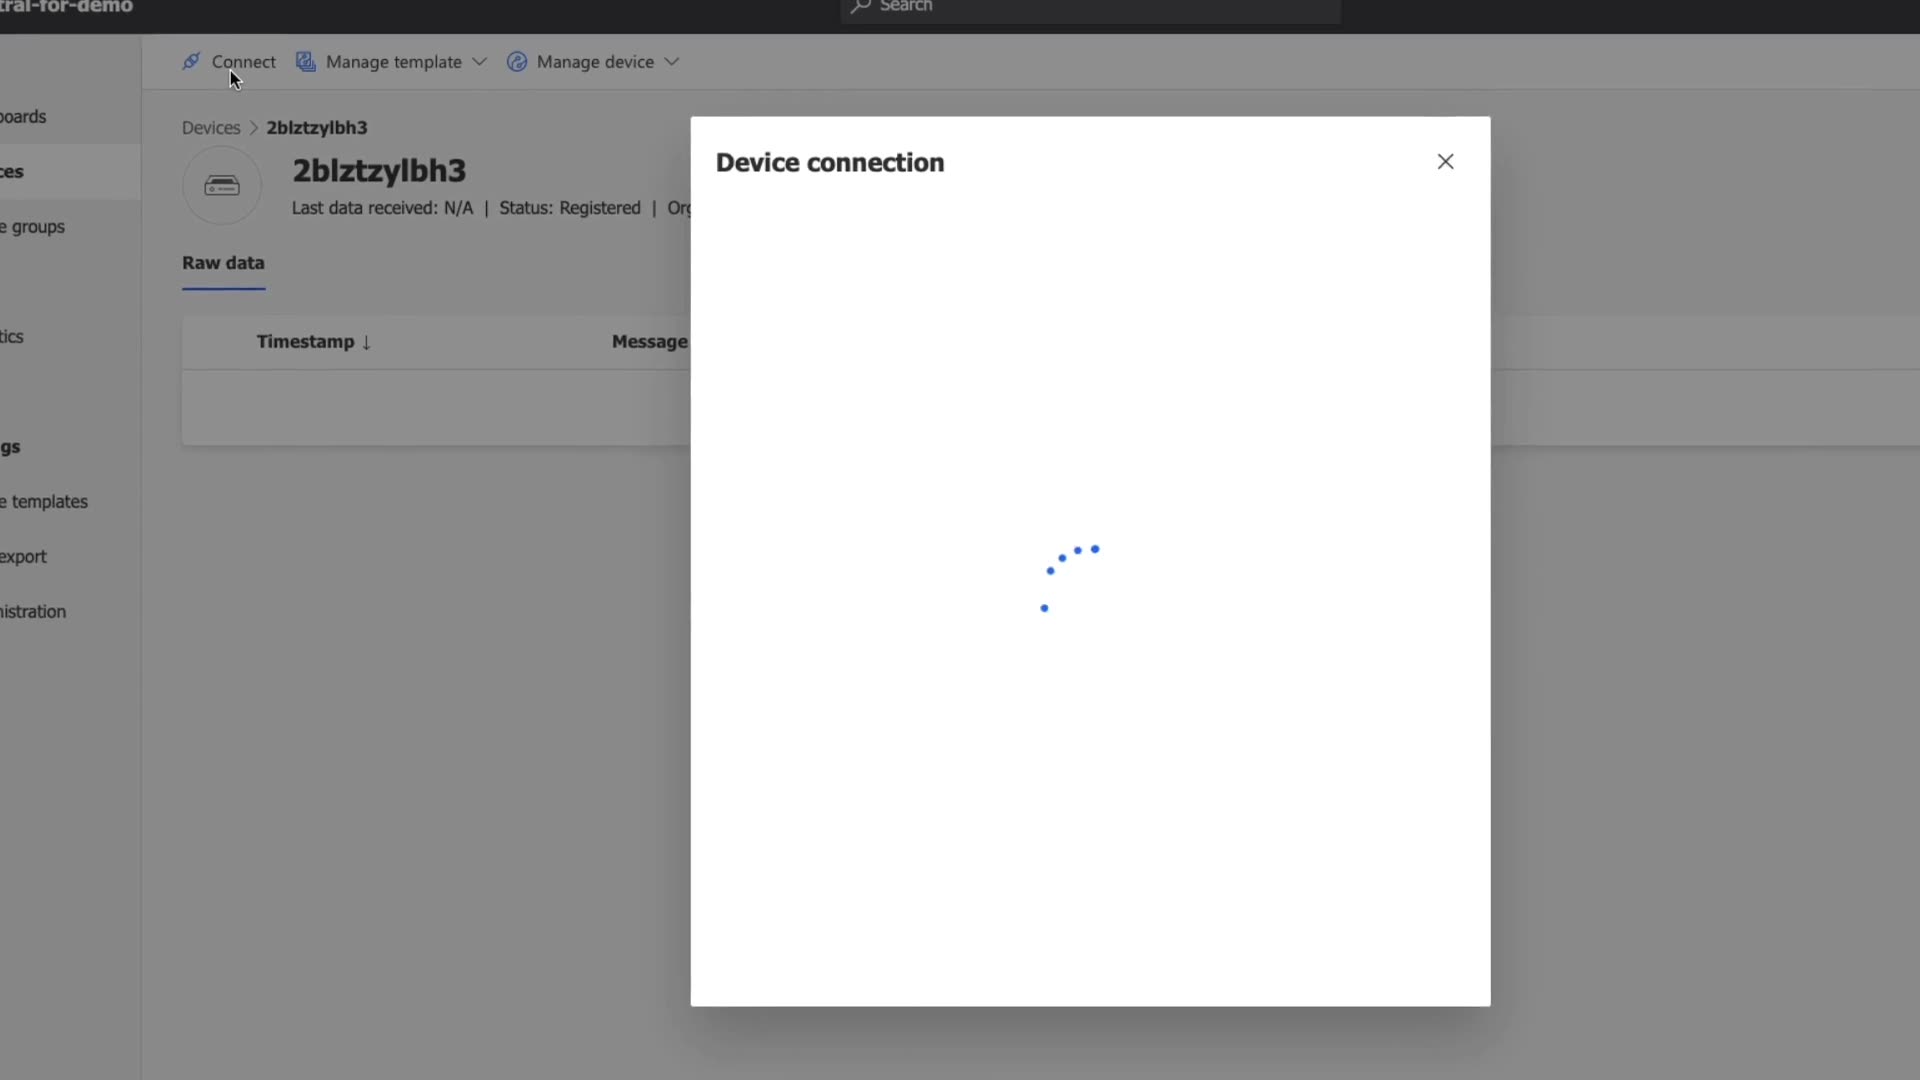 tral-for-demo
Search
Connect
Manage template
Manage device
Devices > 2blztzylbh3
2blztzylbh3
Last data received: N/A | Status: Registered | Org
Raw data
Timestamp ↓
Message
boards
ces
e groups
tics
gs
e templates
export
nistration
Device connection